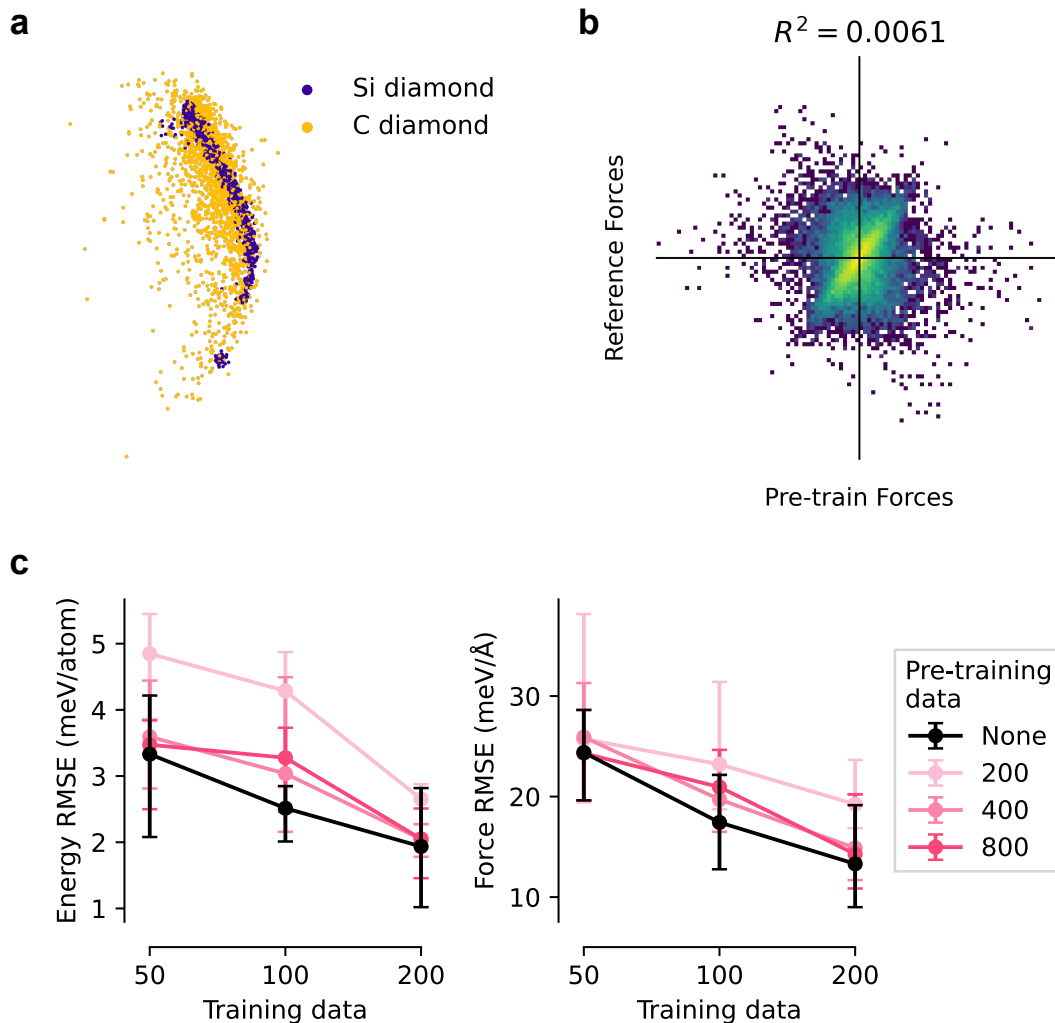 a
Si diamond
C diamond
b
R² = 0.0061
Reference Forces
Pre-train Forces
c
Energy RMSE (meV/atom)
5
4
3
2
1
50 100 200
Training data
Force RMSE (meV/Å)
30
20
10
50 100 200
Training data
Pre-training
data
None
200
400
800